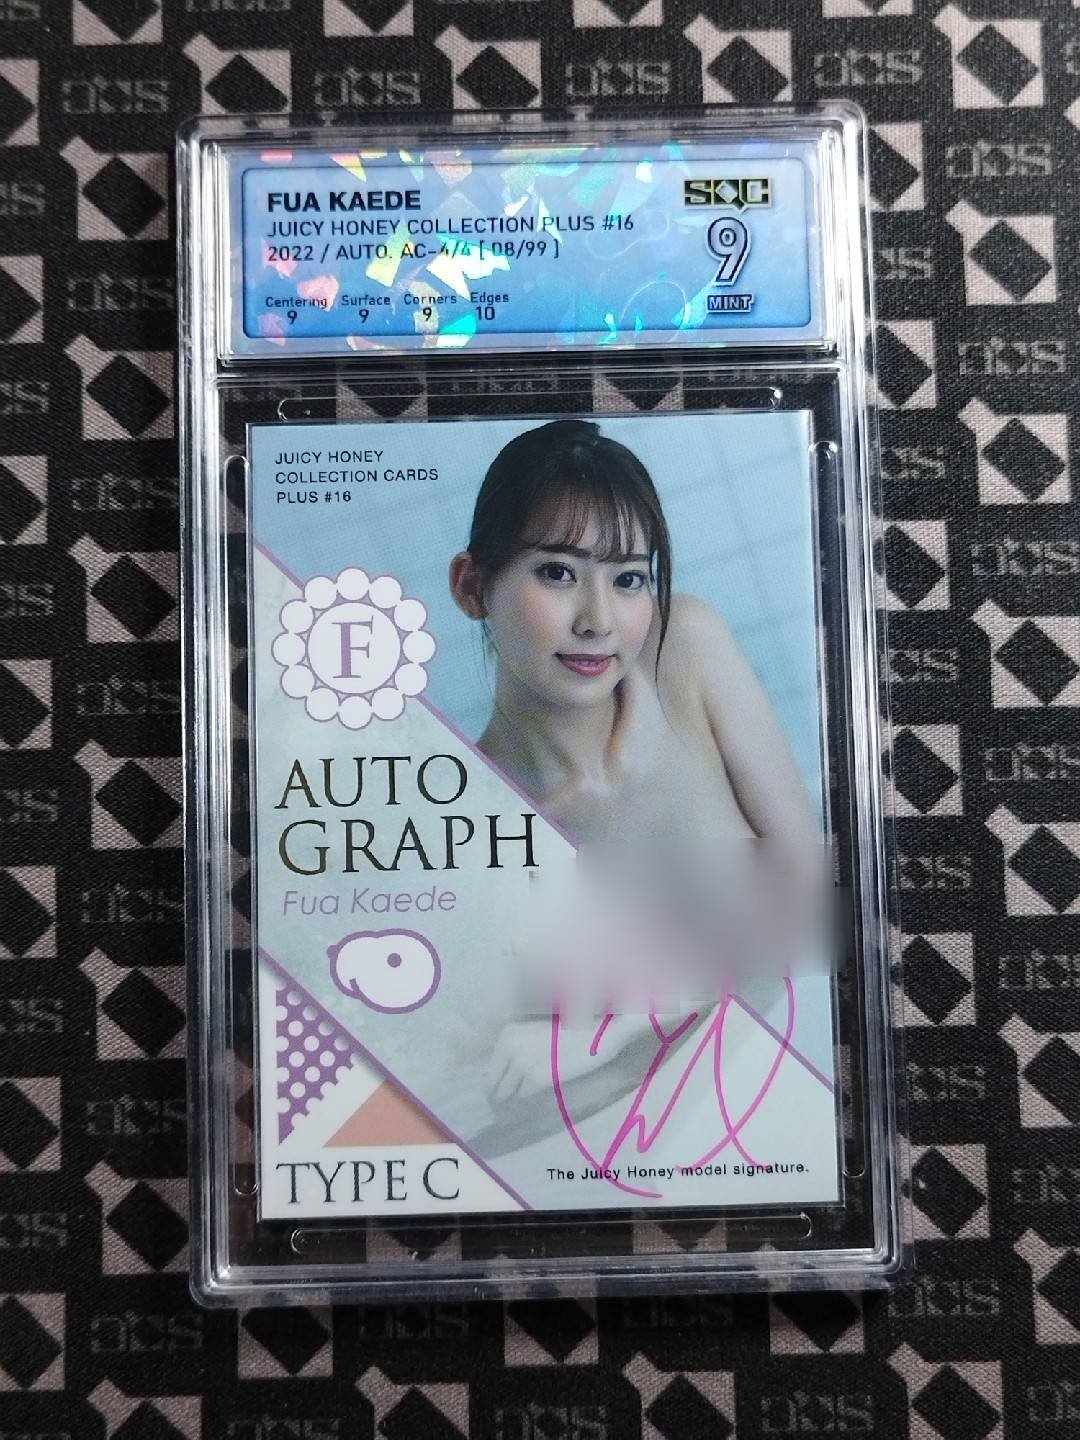 FUA KAEDE
JUICY HONEY COLLECTION PLUS #16
2022 / AUTO. AC-4/4 [ 08/99 ]
Centering Surface Corners Edges
9 9 9 10
SQC
9
MINT
JUICY HONEY
COLLECTION CARDS
PLUS #16
F
AUTO
GRAPH
Fua Kaede
TYPE C
The Juicy Honey model signature.